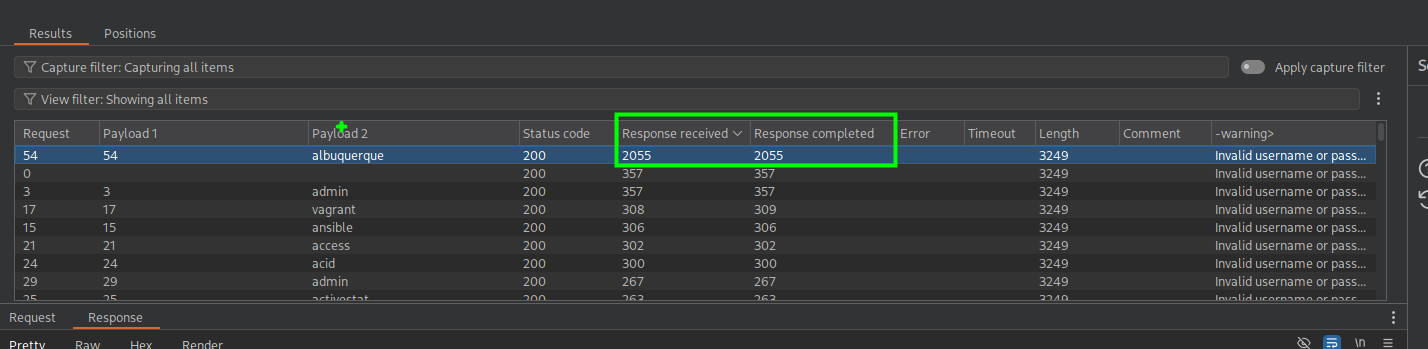 Results Positions
Capture filter: Capturing all items Apply capture filter
View filter: Showing all items
Request Payload 1 Payload 2 Status code Response received Response completed Error Timeout Length Comment -warning>
54 54 albuquerque 200 2055 2055 3249 Invalid username or pass...
0 200 357 357 3249 Invalid username or pass...
3 3 admin 200 357 357 3249 Invalid username or pass...
17 17 vagrant 200 308 309 3249 Invalid username or pass...
15 15 ansible 200 306 306 3249 Invalid username or pass...
21 21 access 200 302 302 3249 Invalid username or pass...
24 24 acid 200 300 300 3249 Invalid username or pass...
29 29 admin 200 267 267 3249 Invalid username or pass...
25 25 activestat 200 263 263 3249 Invalid username or pass...
Request Response
Pretty Raw Hex Render \n